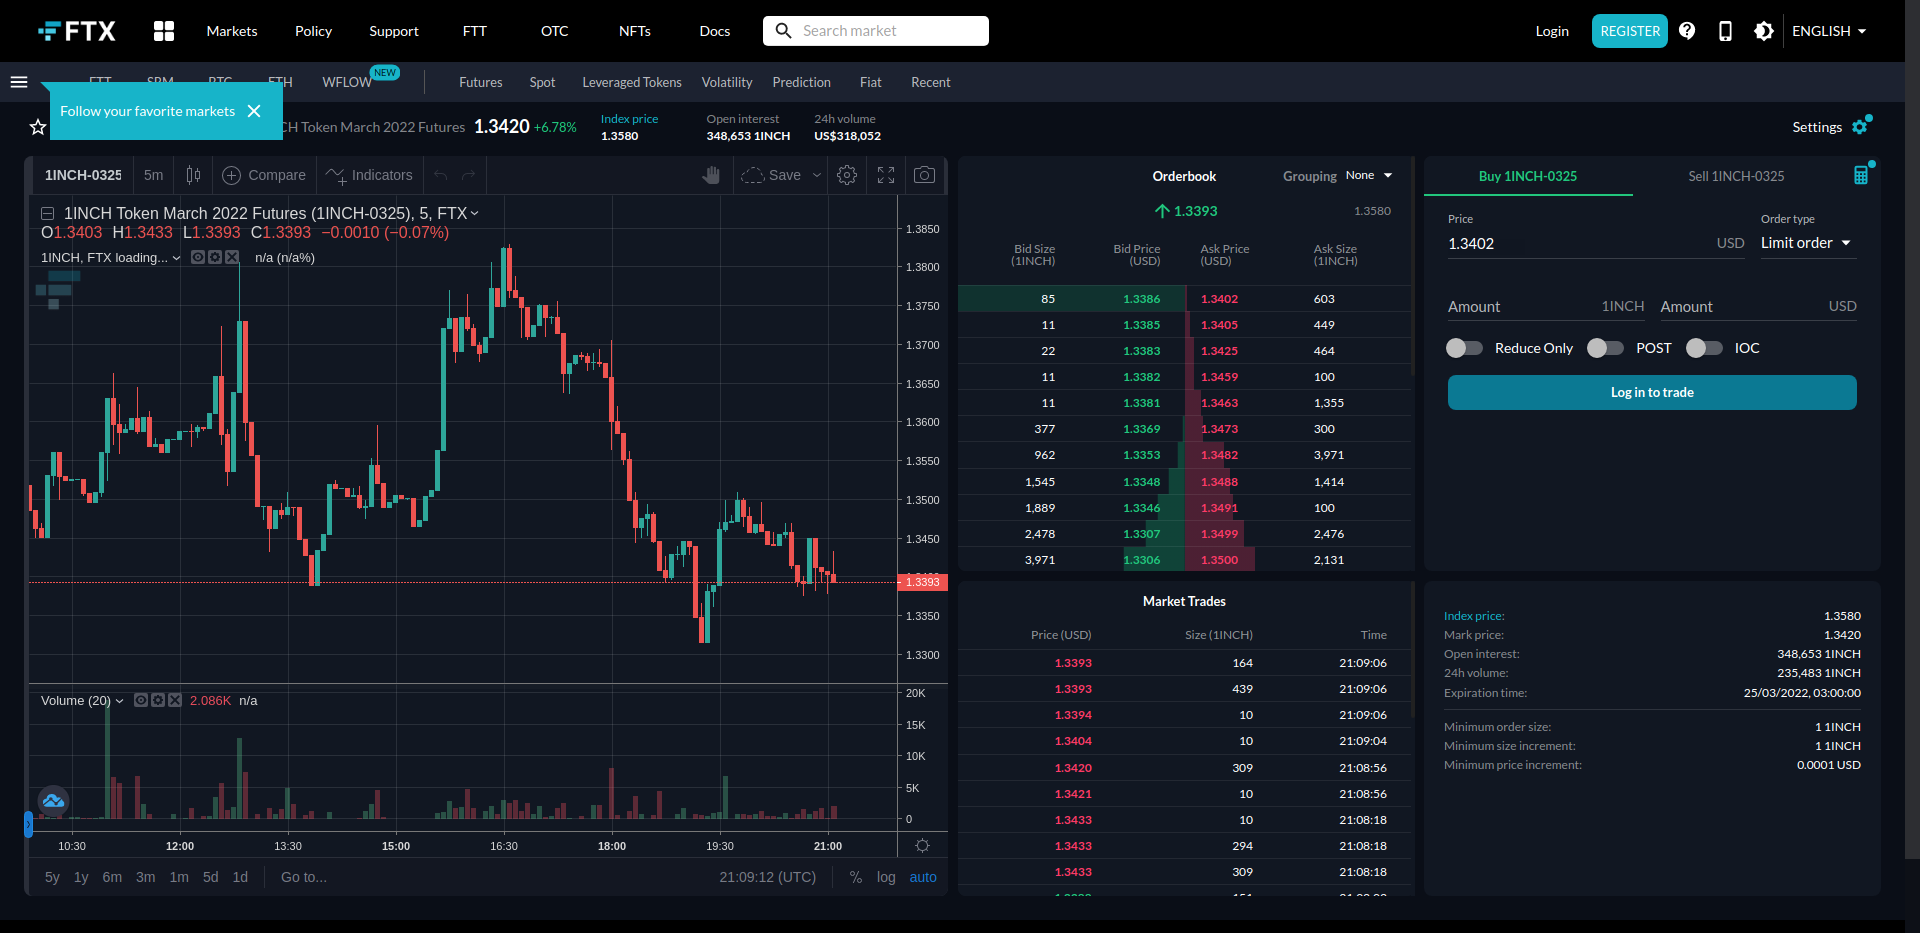 FTX Markets Policy Support FTT OTC NFTs Docs Search market Login REGISTER ENGLISH
WFLOW NEW Futures Spot Leveraged Tokens Volatility Prediction Fiat Recent
Follow your favorite markets
CH Token March 2022 Futures 1.3420 +6.78%
Index price
1.3580
Open interest
348,653 1INCH
24h volume
US$318,052
Settings
1INCH-0325 5m Compare Indicators Save
1INCH Token March 2022 Futures (1INCH-0325), 5, FTX
O1.3403 H1.3433 L1.3393 C1.3393 −0.0010 (−0.07%)
1INCH, FTX loading... n/a (n/a%)
1.3850
1.3800
1.3750
1.3700
1.3650
1.3600
1.3550
1.3500
1.3450
1.3393
1.3350
1.3300
Volume (20) 2.086K n/a
20K
15K
10K
5K
0
10:30 12:00 13:30 15:00 16:30 18:00 19:30 21:00
5y 1y 6m 3m 1m 5d 1d Go to... 21:09:12 (UTC) % log auto
Orderbook Grouping None
1.3393 1.3580
Bid Size (1INCH) Bid Price (USD) Ask Price (USD) Ask Size (1INCH)
85 1.3386 1.3402 603
11 1.3385 1.3405 449
22 1.3383 1.3425 464
11 1.3382 1.3459 100
11 1.3381 1.3463 1,355
377 1.3369 1.3473 300
962 1.3353 1.3482 3,971
1,545 1.3348 1.3488 1,414
1,889 1.3346 1.3491 100
2,478 1.3307 1.3499 2,476
3,971 1.3306 1.3500 2,131
Market Trades
Price (USD) Size (1INCH) Time
1.3393 164 21:09:06
1.3393 439 21:09:06
1.3394 10 21:09:06
1.3404 10 21:09:04
1.3420 309 21:08:56
1.3421 10 21:08:56
1.3433 10 21:08:18
1.3433 294 21:08:18
1.3433 309 21:08:18
Buy 1INCH-0325 Sell 1INCH-0325
Price Order type
1.3402 USD Limit order
Amount 1INCH Amount USD
Reduce Only POST IOC
Log in to trade
Index price: 1.3580
Mark price: 1.3420
Open interest: 348,653 1INCH
24h volume: 235,483 1INCH
Expiration time: 25/03/2022, 03:00:00
Minimum order size: 1 1INCH
Minimum size increment: 1 1INCH
Minimum price increment: 0.0001 USD